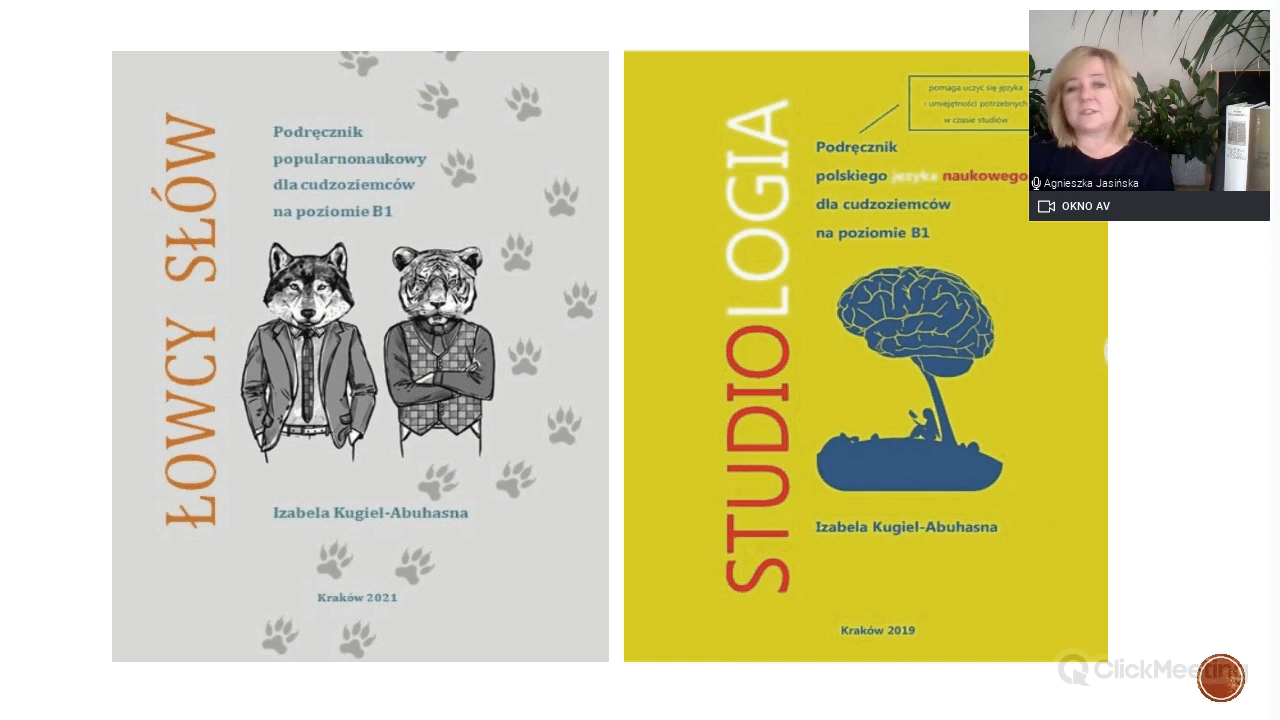 ŁOWCY SŁÓW
Podręcznik
popularnonaukowy
dla cudzoziemców
na poziomie B1
Izabela Kugiel-Abuhasna
Kraków 2021
STUDIOLOGIA
pomaga uczyć się języka
i umiejętności potrzebnych
w czasie studiów
Podręcznik
polskiego języka naukowego
dla cudzoziemców
na poziomie B1
Izabela Kugiel-Abuhasna
Kraków 2019
Agnieszka Jasińska
OKNO AV
ClickMeeting